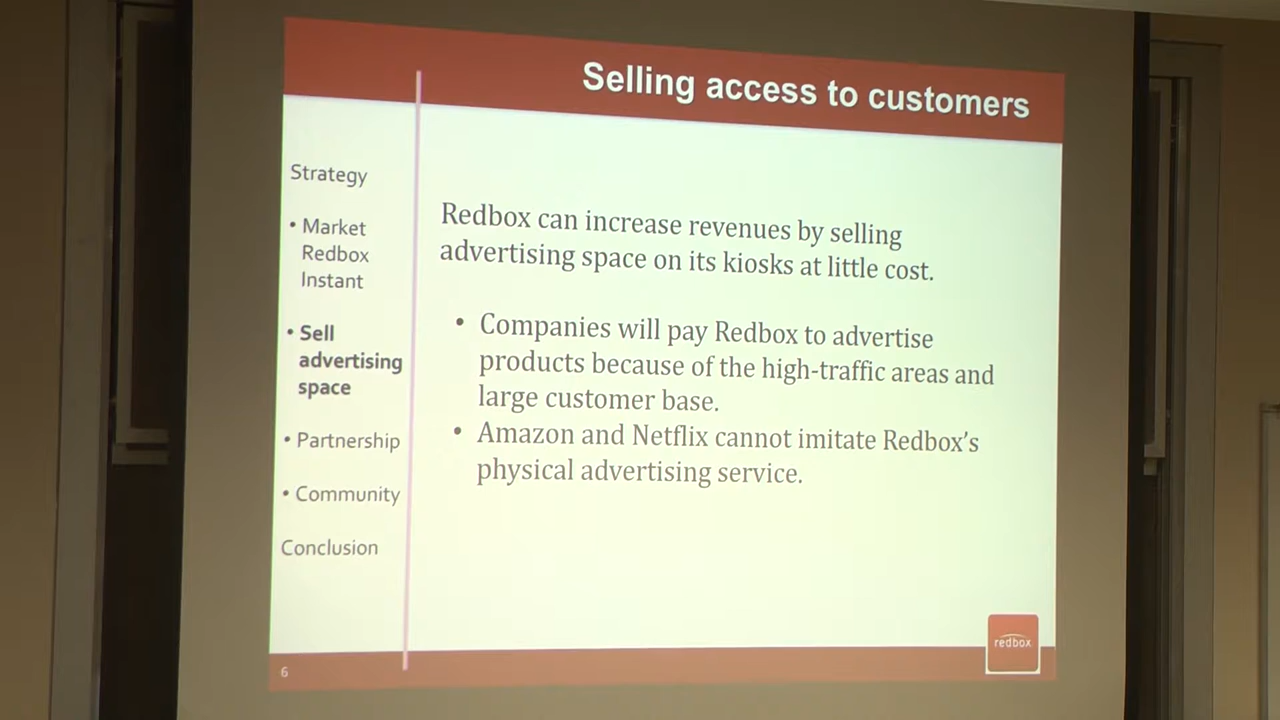 Selling access to customers
Strategy
• Market
Redbox
Instant
• Sell
advertising
space
• Partnership
• Community
Conclusion
Redbox can increase revenues by selling
advertising space on its kiosks at little cost.
• Companies will pay Redbox to advertise
products because of the high-traffic areas and
large customer base.
• Amazon and Netflix cannot imitate Redbox's
physical advertising service.
redbox
6